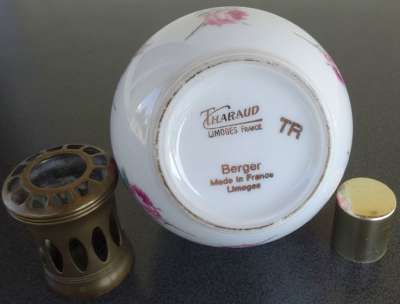 THARAUD
LIMOGES FRANCE
TR
Berger
Made in France
Limoges